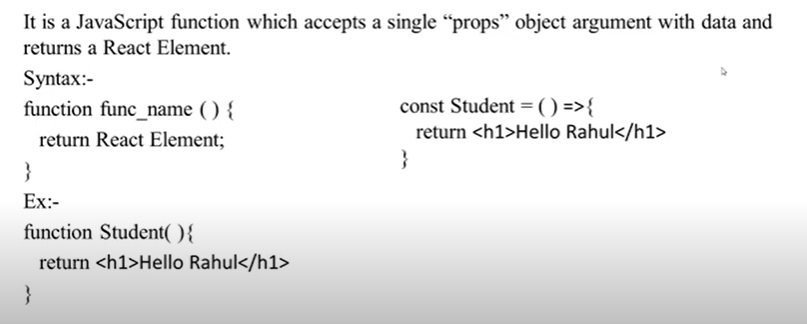 It is a JavaScript function which accepts a single “props” object argument with data and
returns a React Element.
Syntax:-
function func_name ( ) {
return React Element;
}
Ex:-
function Student( ){
return <h1>Hello Rahul</h1>
}
const Student = ( ) =>{
return <h1>Hello Rahul</h1>
}